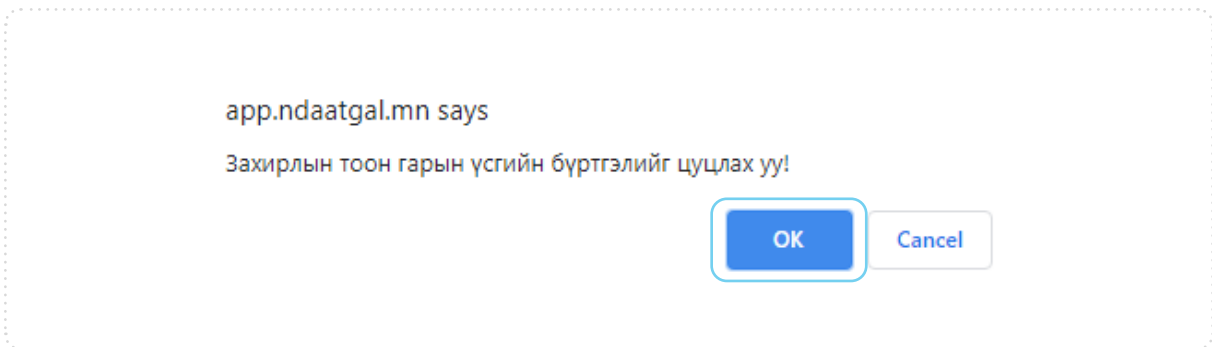 app.ndaatgal.mn says
Захирлын тоон гарын үсгийн бүртгэлийг цуцлах уу!
OK Cancel